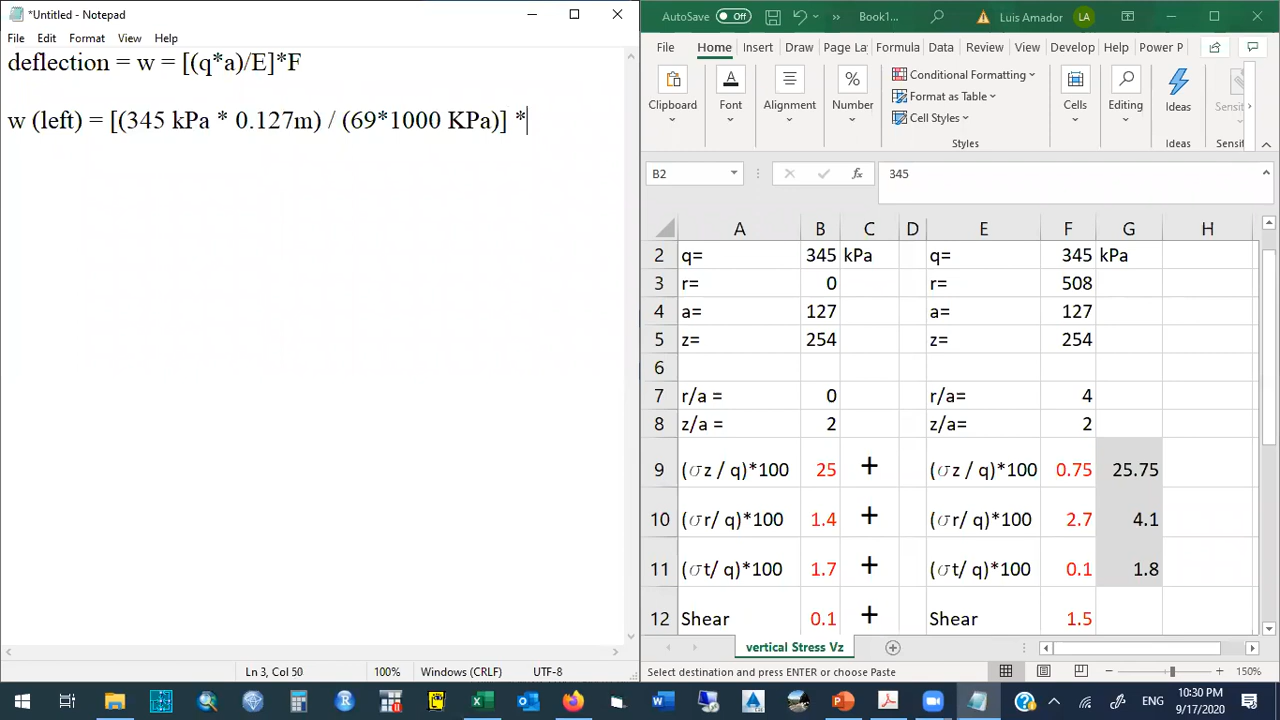 *Untitled - Notepad
File Edit Format View Help
deflection = w = [(q*a)/E]*F
w (left) = [(345 kPa * 0.127m) / (69*1000 KPa)] *
Ln 3, Col 50 100% Windows (CRLF) UTF-8
AutoSave Off » Book1... Luis Amador LA
File Home Insert Draw Page La Formula Data Review View Develop Power P
Clipboard
Font
Alignment
Number
Conditional Formatting
Format as Table
Cell Styles
Styles
Cells
Editing
Ideas
Ideas
Sensit
Sensit
B2 fx 345
A B C D E F G H
2 q= 345 kPa q= 345 kPa
3 r= 0 r= 508
4 a= 127 a= 127
5 z= 254 z= 254
6
7 r/a = 0 r/a= 4
8 z/a = 2 z/a= 2
9 (σz / q)*100 25 + (σz / q)*100 0.75 25.75
10 (σr/ q)*100 1.4 + (σr/ q)*100 2.7 4.1
11 (σt/ q)*100 1.7 + (σt/ q)*100 0.1 1.8
12 Shear 0.1 + Shear 1.5
vertical Stress Vz
Select destination and press ENTER or choose Paste 150%
ENG 10:30 PM
9/17/2020